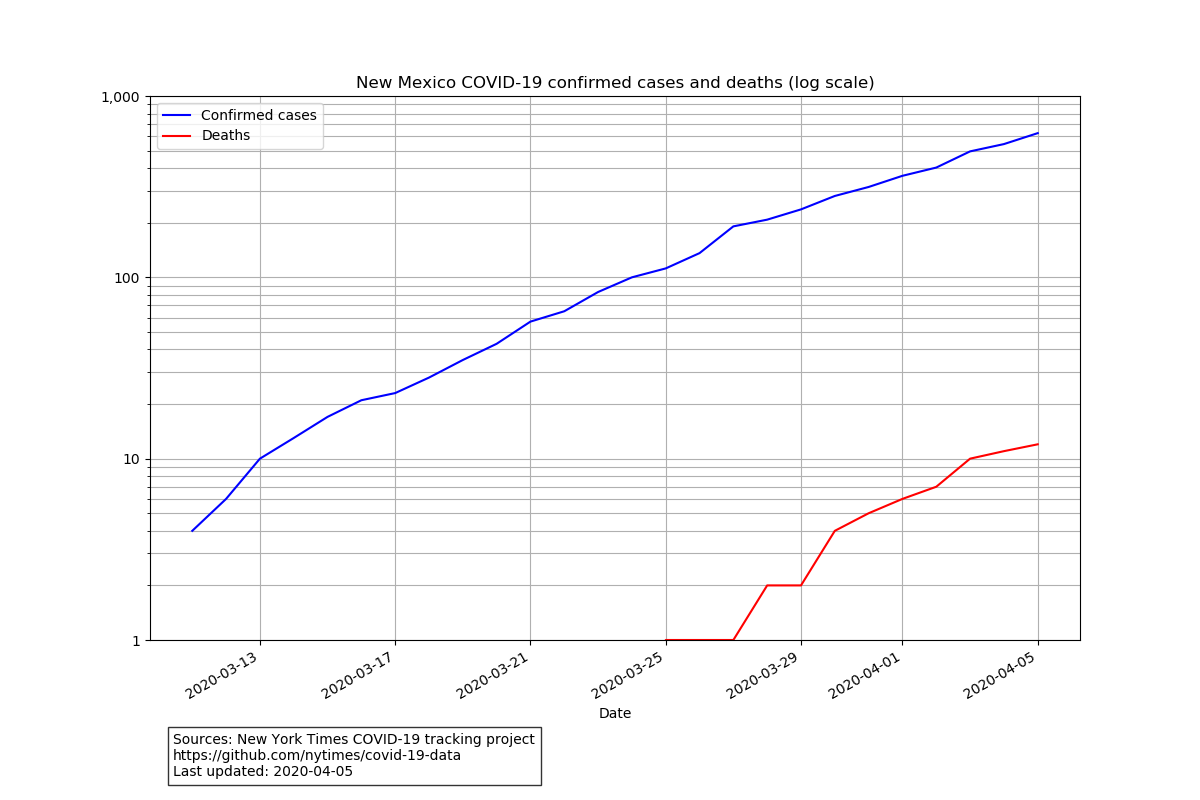 New Mexico COVID-19 confirmed cases and deaths (log scale)
1,000
Confirmed cases
Deaths
100
10
1
2020-03-13
2020-03-17
2020-03-21
2020-03-25
2020-03-29
2020-04-01
2020-04-05
Date
Sources: New York Times COVID-19 tracking project
https://github.com/nytimes/covid-19-data
Last updated: 2020-04-05